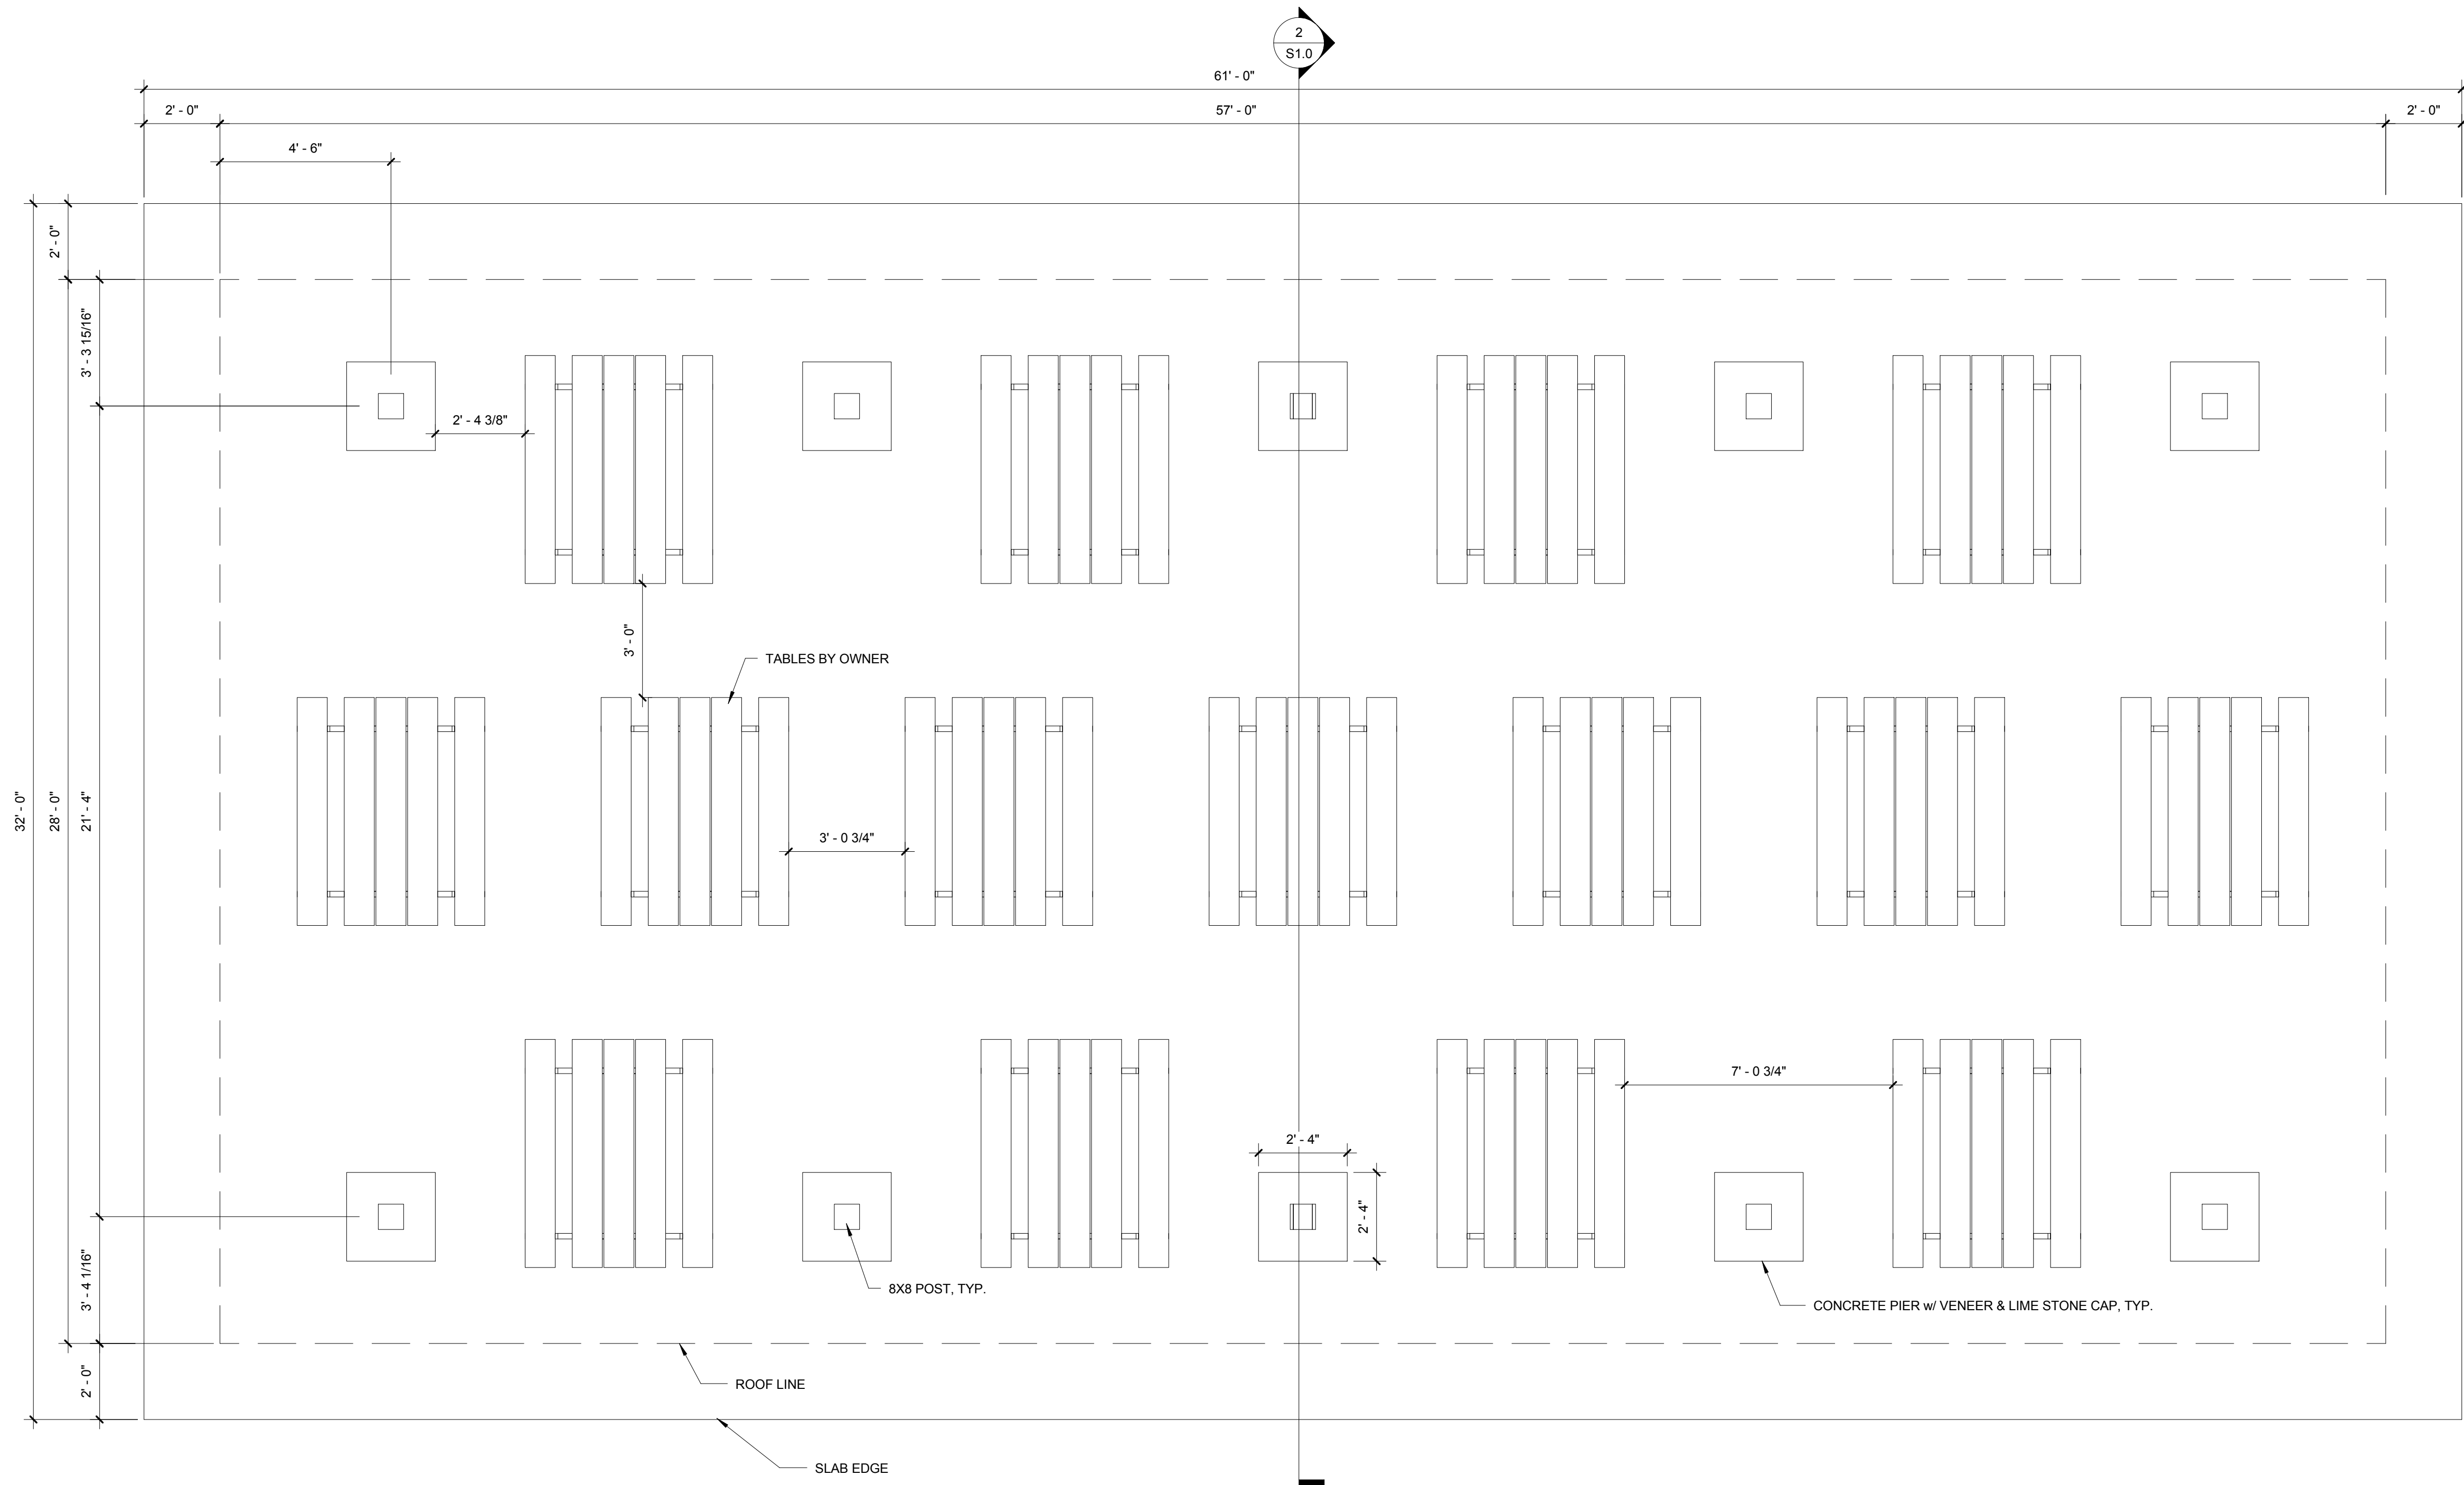 2
S1.0
61' - 0"
2' - 0"
57' - 0"
2' - 0"
4' - 6"
2' - 0"
3' - 3 15/16"
2' - 4 3/8"
3' - 0"
TABLES BY OWNER
32' - 0"
28' - 0"
21' - 4"
3' - 0 3/4"
7' - 0 3/4"
2' - 4"
2' - 4"
3' - 4 1/16"
8X8 POST, TYP.
CONCRETE PIER w/ VENEER & LIME STONE CAP, TYP.
2' - 0"
ROOF LINE
SLAB EDGE